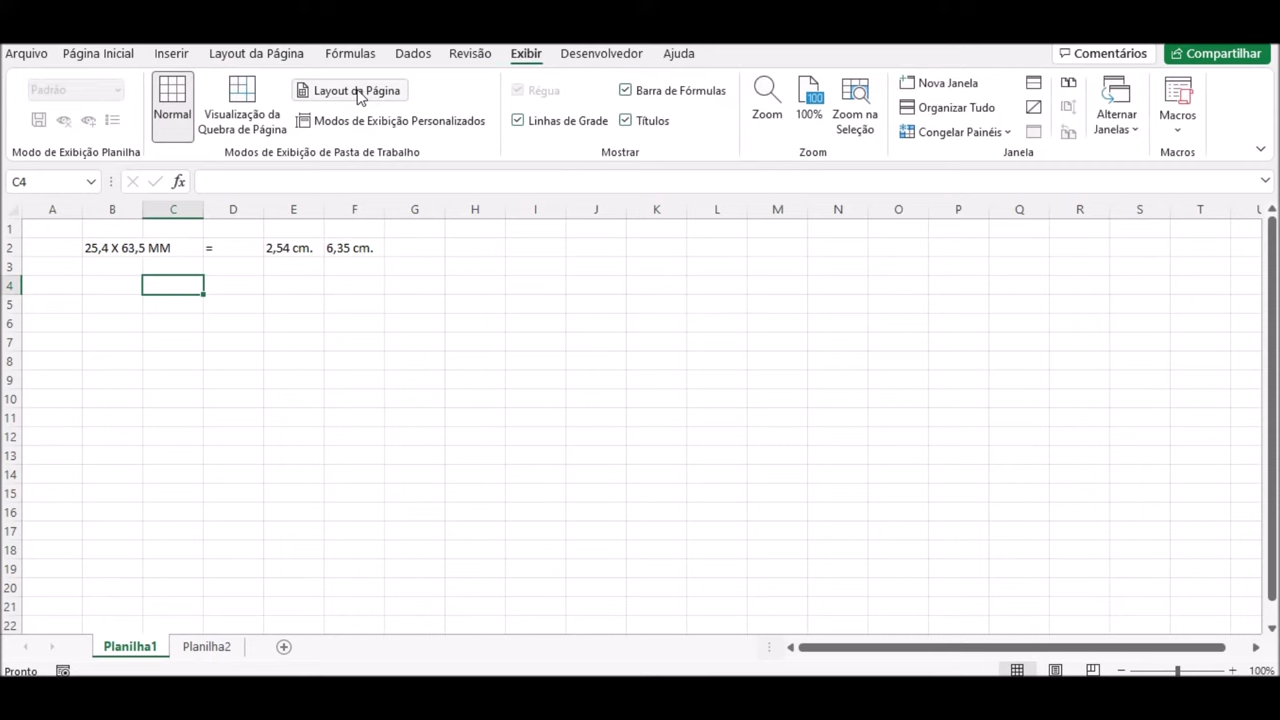 Arquivo Página Inicial Inserir Layout da Página Fórmulas Dados Revisão Exibir Desenvolvedor Ajuda Comentários Compartilhar
Padrão
Normal
Visualização da
Quebra de Página
Layout da Página
Modos de Exibição Personalizados
Régua
Barra de Fórmulas
Linhas de Grade
Títulos
Zoom
100
100%
Zoom na
Seleção
Nova Janela
Organizar Tudo
Congelar Painéis
Alternar
Janelas
Macros
Modo de Exibição Planilha
Modos de Exibição de Pasta de Trabalho
Mostrar
Zoom
Janela
Macros
C4 fx
A B C D E F G H I J K L M N O P Q R S T U
1
2 25,4 X 63,5 MM = 2,54 cm. 6,35 cm.
3
4
5
6
7
8
9
10
11
12
13
14
15
16
17
18
19
20
21
22
Planilha1 Planilha2
Pronto 100%